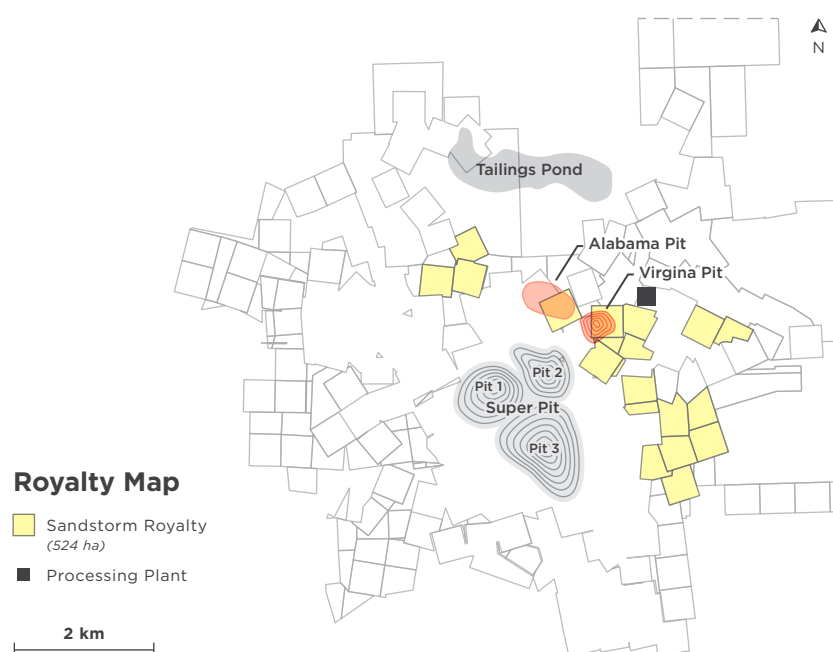 N
Tailings Pond
Alabama Pit
Virgina Pit
Pit 2
Pit 1
Super Pit
Pit 3
Royalty Map
Sandstorm Royalty
(524 ha)
Processing Plant
2 km